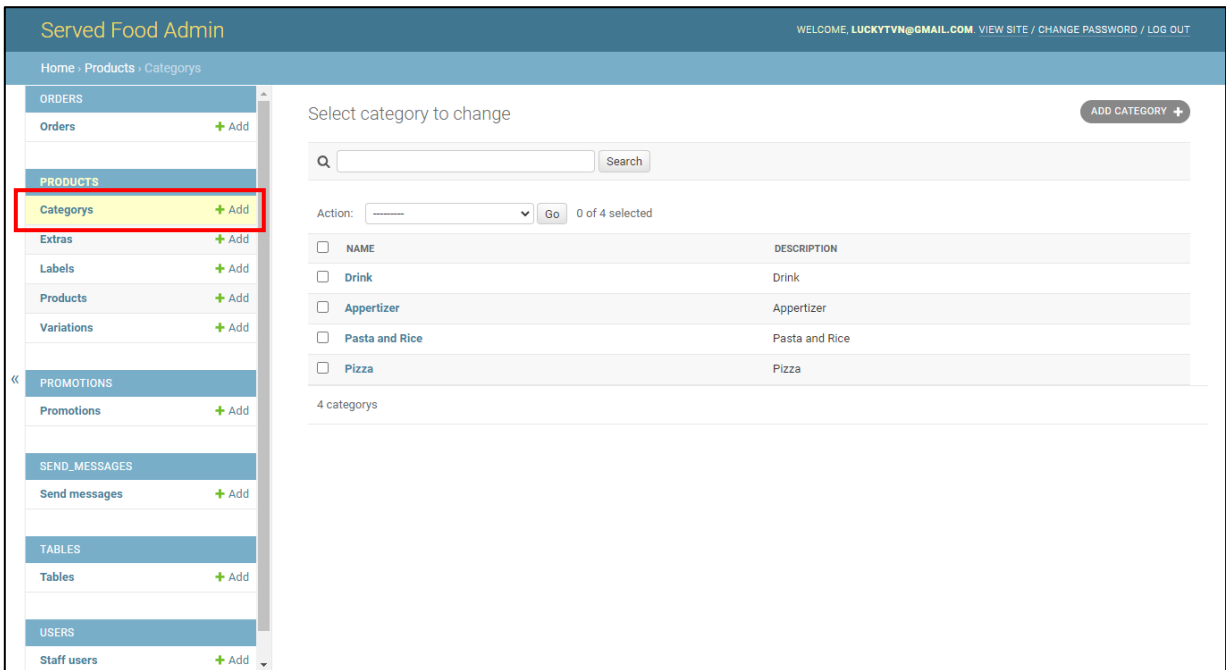 Served Food Admin
WELCOME, LUCKYTVN@GMAIL.COM. VIEW SITE / CHANGE PASSWORD / LOG OUT
Home › Products › Categorys
ORDERS
Orders + Add
PRODUCTS
Categorys + Add
Extras + Add
Labels + Add
Products + Add
Variations + Add
«
PROMOTIONS
Promotions + Add
SEND_MESSAGES
Send messages + Add
TABLES
Tables + Add
USERS
Staff users + Add
Select category to change
ADD CATEGORY +
Search
Action: --------- Go 0 of 4 selected
NAME DESCRIPTION
Drink Drink
Appertizer Appertizer
Pasta and Rice Pasta and Rice
Pizza Pizza
4 categorys